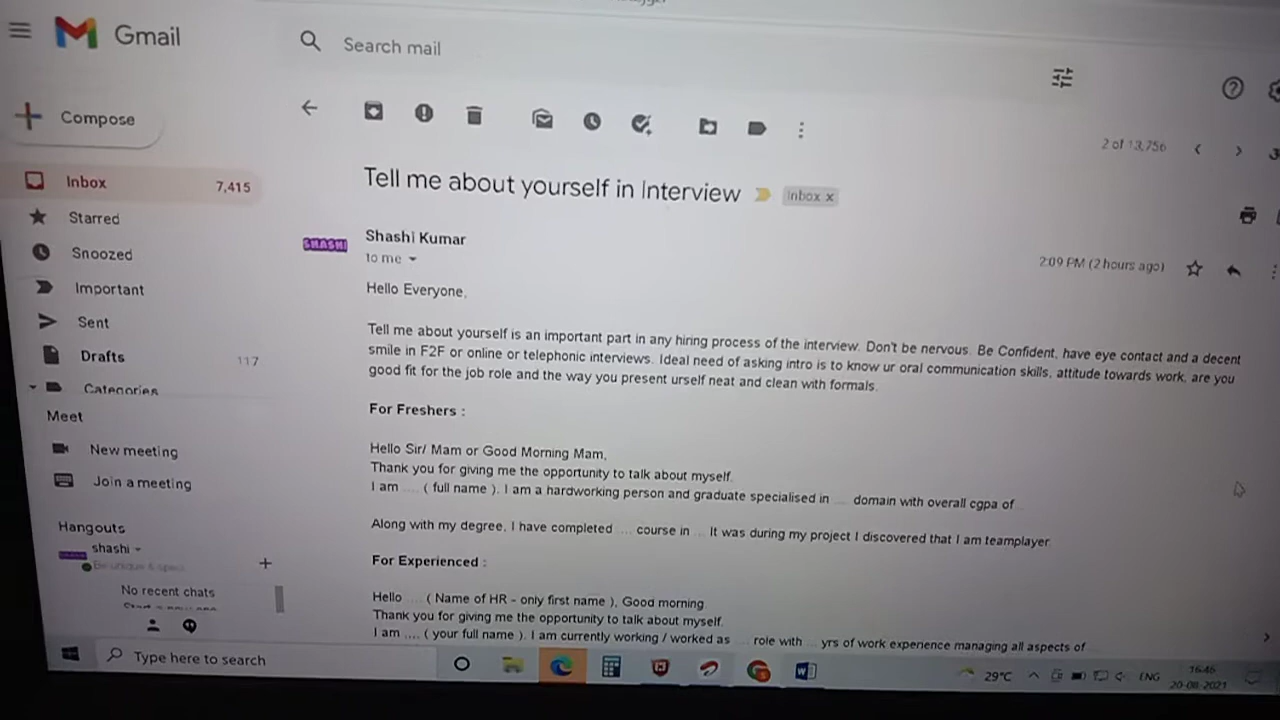 Gmail
Search mail
Compose
2 of 13,756
Inbox 7,415
Tell me about yourself in Interview
Inbox x
Starred
SHASHI
Shashi Kumar
to me
2:09 PM (2 hours ago)
Snoozed
Important
Sent
Drafts 117
Categories
Meet
New meeting
Join a meeting
Hangouts
shashi
No recent chats
Hello Everyone,
Tell me about yourself is an important part in any hiring process of the interview. Don't be nervous. Be Confident, have eye contact and a decent
smile in F2F or online or telephonic interviews. Ideal need of asking intro is to know ur oral communication skills, attitude towards work, are you
good fit for the job role and the way you present urself neat and clean with formals.
For Freshers :
Hello Sir/ Mam or Good Morning Mam,
Thank you for giving me the opportunity to talk about myself.
I am .... ( full name ). I am a hardworking person and graduate specialised in ... domain with overall cgpa of ..
Along with my degree, I have completed .... course in ... It was during my project I discovered that I am teamplayer.
For Experienced :
Hello .... ( Name of HR - only first name ), Good morning
Thank you for giving me the opportunity to talk about myself.
I am .... ( your full name ). I am currently working / worked as ... role with ... yrs of work experience managing all aspects of
Type here to search
29°C
ENG
16:45
20-08-2021